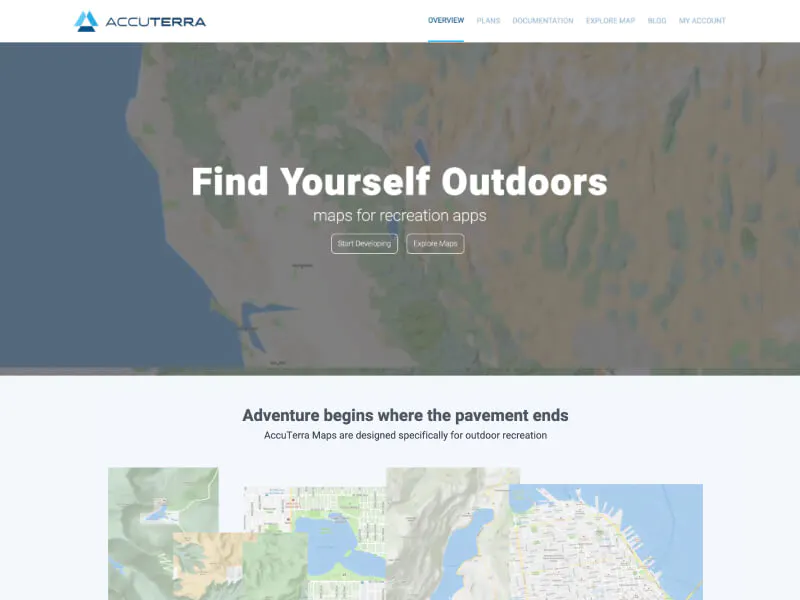 ACCUTERRA
OVERVIEW
PLANS
DOCUMENTATION
EXPLORE MAP
BLOG
MY ACCOUNT
Find Yourself Outdoors
maps for recreation apps
Start Developing
Explore Maps
Adventure begins where the pavement ends
AccuTerra Maps are designed specifically for outdoor recreation